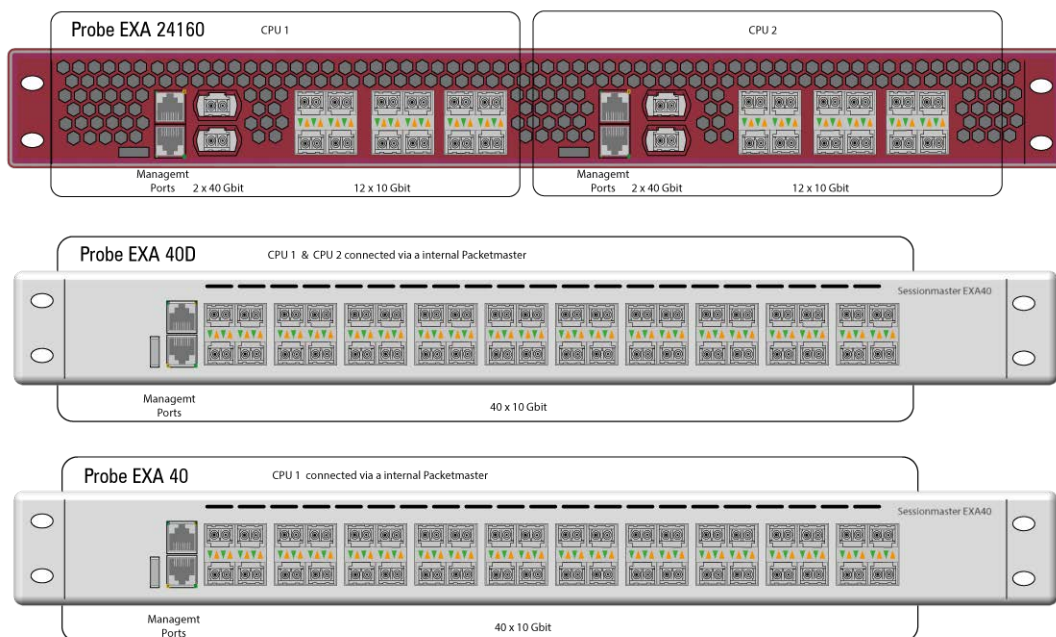 Probe EXA 24160
CPU 1
CPU 2
Managemt
Ports
2 x 40 Gbit
12 x 10 Gbit
Managemt
Ports
2 x 40 Gbit
12 x 10 Gbit
Probe EXA 40D
CPU 1 & CPU 2 connected via a internal Packetmaster
Sessionmaster EXA40
Managemt
Ports
40 x 10 Gbit
Probe EXA 40
CPU 1 connected via a internal Packetmaster
Sessionmaster EXA40
Managemt
Ports
40 x 10 Gbit